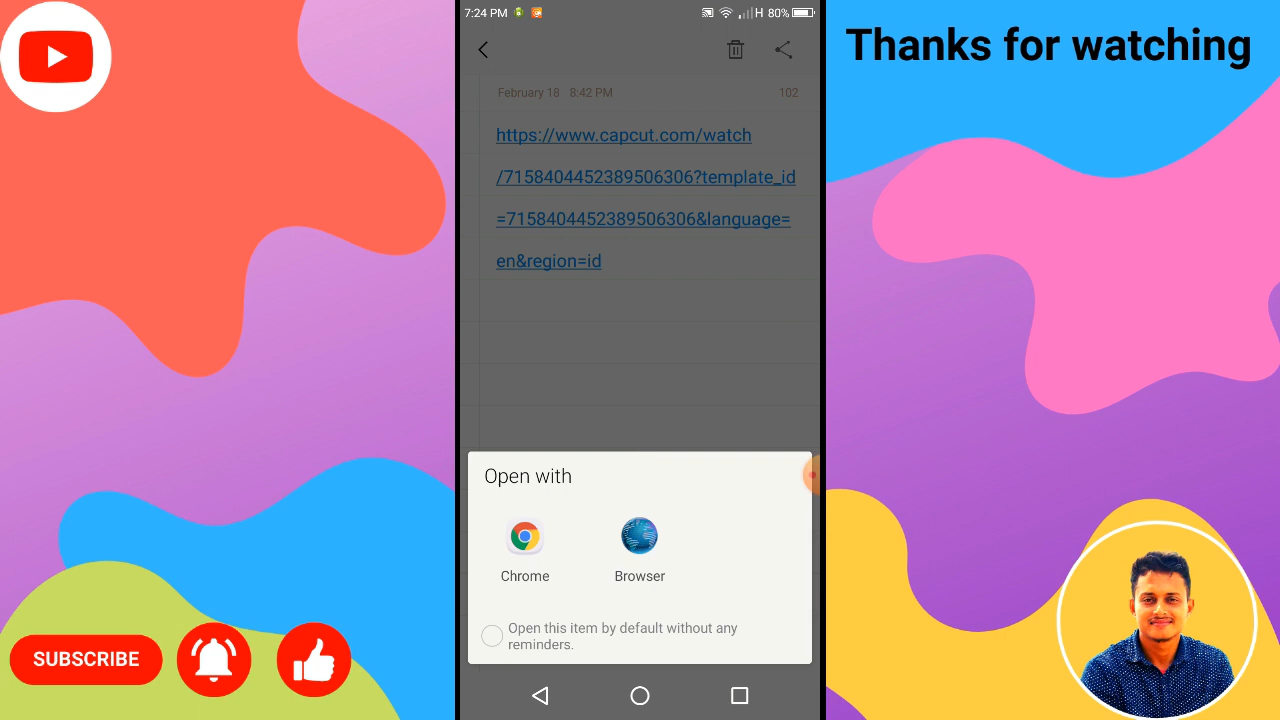 7:24 PM
H 80%
Thanks for watching
February 18 8:42 PM
102
https://www.capcut.com/watch
/7158404452389506306?template_id
=7158404452389506306&language=
en&region=id
Open with
Chrome
Browser
Open this item by default without any
reminders.
SUBSCRIBE